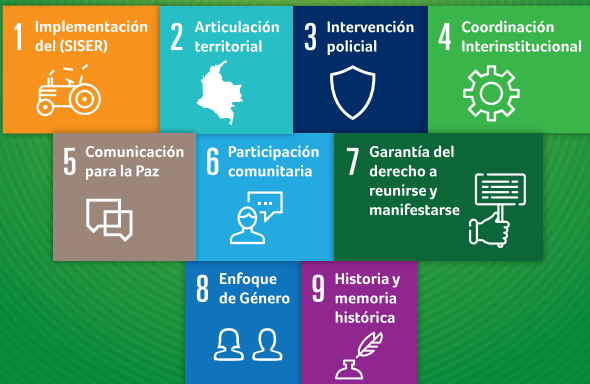 1 Implementación
del (SISER)
2 Articulación
territorial
3 Intervención
policial
4 Coordinación
Interinstitucional
5 Comunicación
para la Paz
6 Participación
comunitaria
7 Garantía del
derecho a
reunirse y
manifestarse
8 Enfoque
de Género
9 Historia y
memoria
histórica